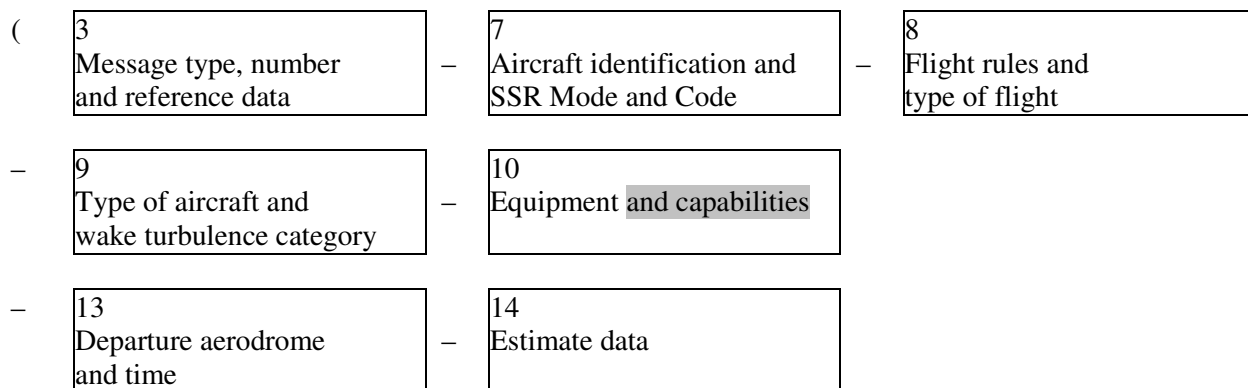 ( 3 7 8
Message type, number – Aircraft identification and – Flight rules and
and reference data SSR Mode and Code type of flight
– 9 10
Type of aircraft and – Equipment and capabilities
wake turbulence category
– 13 14
Departure aerodrome – Estimate data
and time